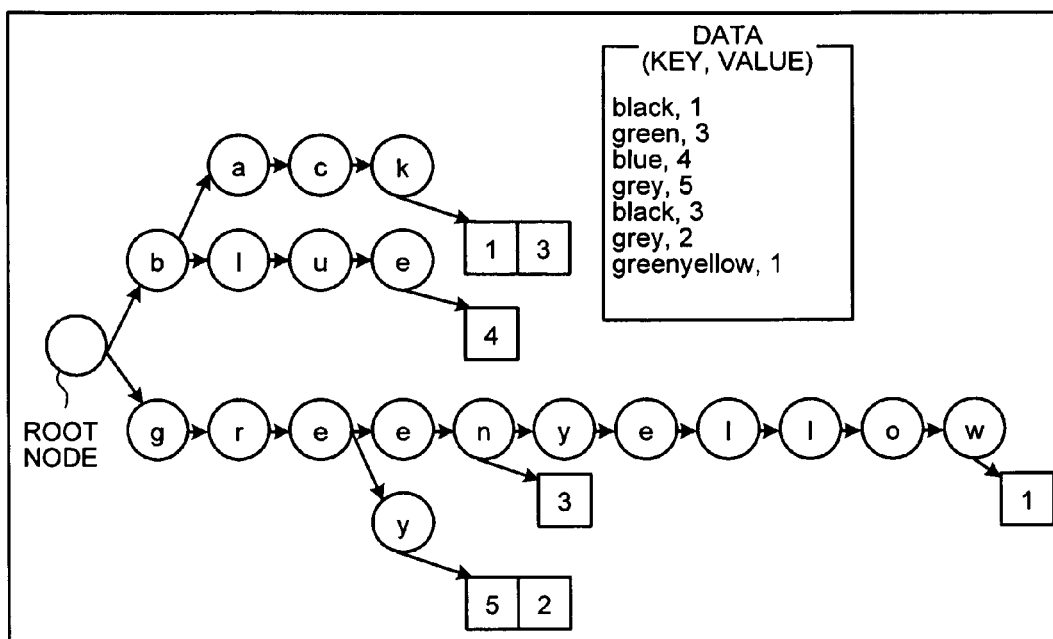 DATA
(KEY, VALUE)
black, 1
green, 3
blue, 4
grey, 5
black, 3
grey, 2
greenyellow, 1
a c k
1 3
b l u e
4
ROOT
NODE
g r e e n y e l l o w
3
1
y
5 2